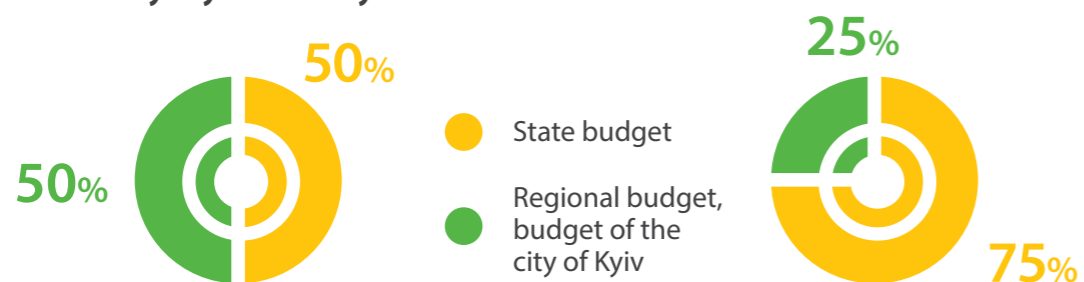 50%
50%
State budget
Regional budget,
budget of the
city of Kyiv
25%
75%